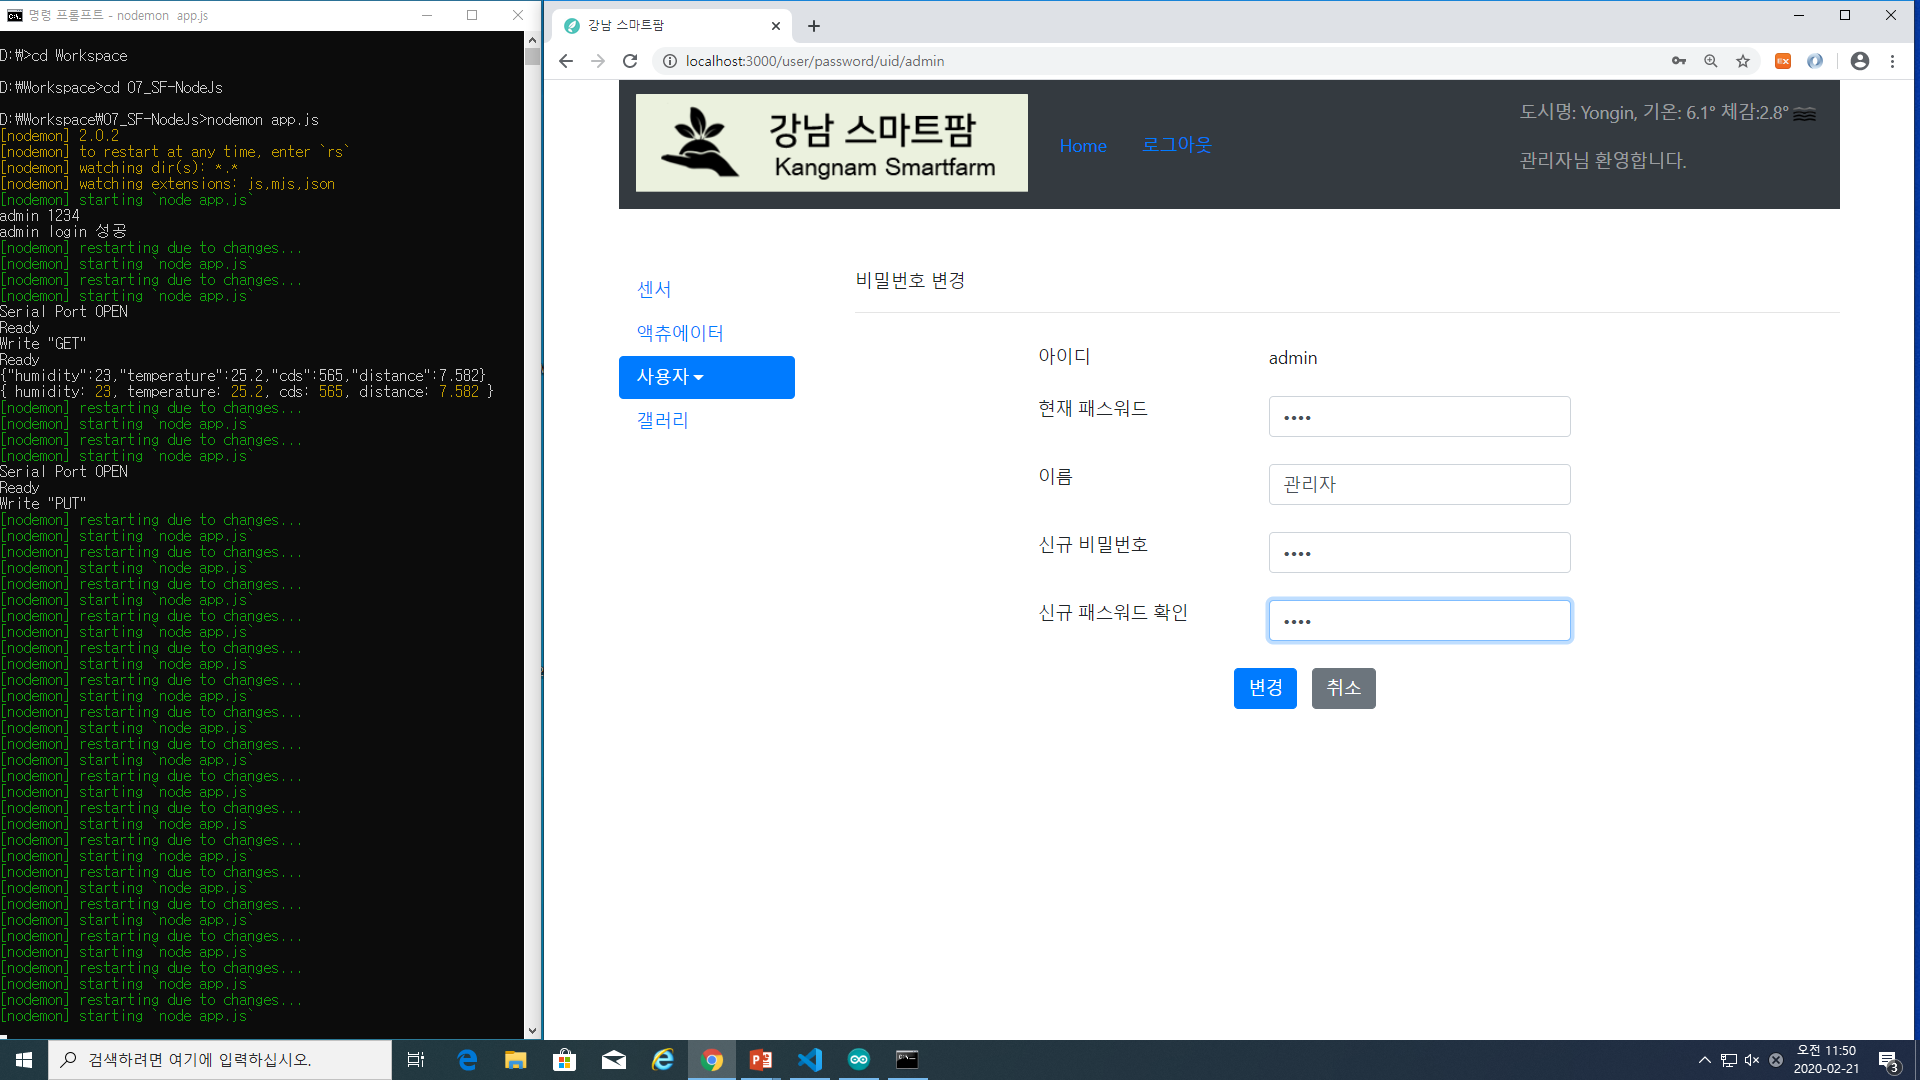 명령 프롬프트 - nodemon  app.js
D:\>cd Workspace
D:\Workspace>cd 07_SF-NodeJs
D:\Workspace\07_SF-NodeJs>nodemon app.js
[nodemon] 2.0.2
[nodemon] to restart at any time, enter `rs`
[nodemon] watching dir(s): *.*
[nodemon] watching extensions: js,mjs,json
[nodemon] starting `node app.js`
admin 1234
admin login 성공
[nodemon] restarting due to changes...
[nodemon] starting `node app.js`
[nodemon] restarting due to changes...
[nodemon] starting `node app.js`
Serial Port OPEN
Ready
Write "GET"
Ready
{"humidity":23,"temperature":25.2,"cds":565,"distance":7.582}
{ humidity: 23, temperature: 25.2, cds: 565, distance: 7.582 }
[nodemon] restarting due to changes...
[nodemon] starting `node app.js`
[nodemon] restarting due to changes...
[nodemon] starting `node app.js`
Serial Port OPEN
Ready
Write "PUT"
[nodemon] restarting due to changes...
[nodemon] starting `node app.js`
[nodemon] restarting due to changes...
[nodemon] starting `node app.js`
[nodemon] restarting due to changes...
[nodemon] starting `node app.js`
[nodemon] restarting due to changes...
[nodemon] starting `node app.js`
[nodemon] restarting due to changes...
[nodemon] starting `node app.js`
[nodemon] restarting due to changes...
[nodemon] starting `node app.js`
[nodemon] restarting due to changes...
[nodemon] starting `node app.js`
[nodemon] restarting due to changes...
[nodemon] starting `node app.js`
[nodemon] restarting due to changes...
[nodemon] starting `node app.js`
[nodemon] restarting due to changes...
[nodemon] starting `node app.js`
[nodemon] restarting due to changes...
[nodemon] starting `node app.js`
[nodemon] restarting due to changes...
[nodemon] starting `node app.js`
[nodemon] restarting due to changes...
[nodemon] starting `node app.js`
[nodemon] restarting due to changes...
[nodemon] starting `node app.js`
[nodemon] restarting due to changes...
[nodemon] starting `node app.js`
[nodemon] restarting due to changes...
[nodemon] starting `node app.js`
강남 스마트팜
localhost:3000/user/password/uid/admin
강남 스마트팜
Kangnam Smartfarm
Home
로그아웃
도시명: Yongin, 기온: 6.1° 체감:2.8°
관리자님 환영합니다.
센서
액츄에이터
사용자
갤러리
비밀번호 변경
아이디 admin
현재 패스워드 ••••
이름 관리자
신규 비밀번호 ••••
신규 패스워드 확인 ••••
변경 취소
검색하려면 여기에 입력하십시오.
오전 11:50
2020-02-21
3